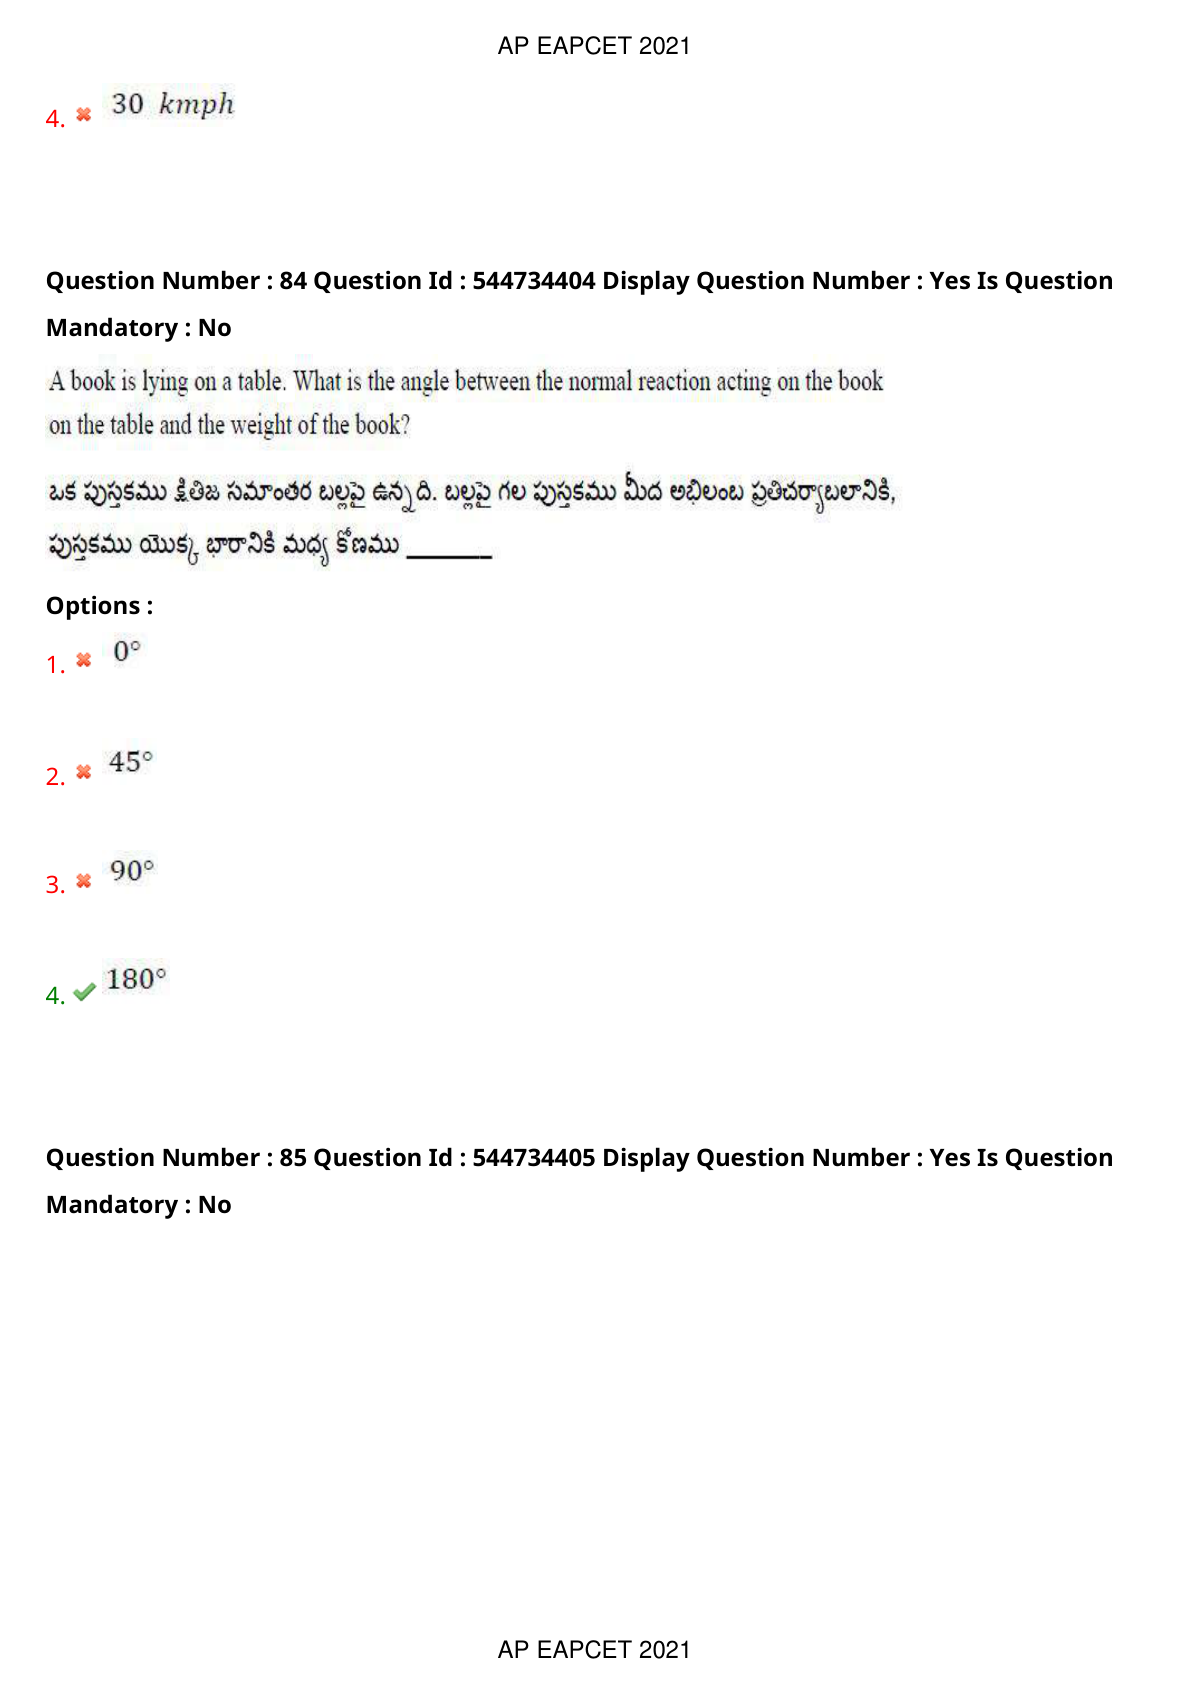 AP EAPCET 2021
4. 30 kmph
Question Number : 84 Question Id : 544734404 Display Question Number : Yes Is Question
Mandatory : No
A book is lying on a table. What is the angle between the normal reaction acting on the book
on the table and the weight of the book?
ఒక పుస్తకము క్షితిజ సమాంతర బల్లపై ఉన్నది. బల్లపై గల పుస్తకము మీద అభిలంబ ప్రతిచర్యాబలానికి,
పుస్తకము యొక్క భారానికి మధ్య కోణము ______
Options :
1. 0°
2. 45°
3. 90°
4. 180°
Question Number : 85 Question Id : 544734405 Display Question Number : Yes Is Question
Mandatory : No
AP EAPCET 2021